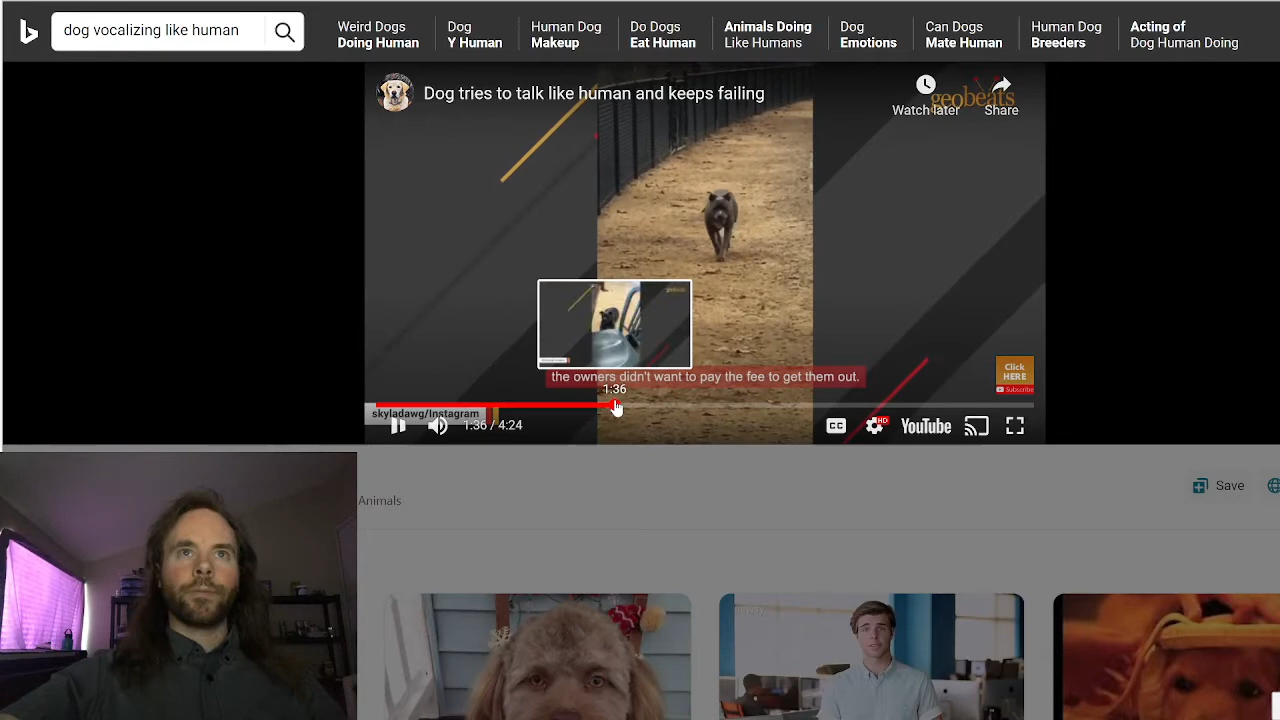 dog vocalizing like human
Weird Dogs
Doing Human
Dog
Y Human
Human Dog
Makeup
Do Dogs
Eat Human
Animals Doing
Like Humans
Dog
Emotions
Can Dogs
Mate Human
Human Dog
Breeders
Acting of
Dog Human Doing
Dog tries to talk like human and keeps failing
geobeats
Watch later
Share
the owners didn't want to pay the fee to get them out.
1:36
Click
HERE
Subscribe
skyladawg/Instagram
1:36 / 4:24
CC
HD
YouTube
Animals
Save